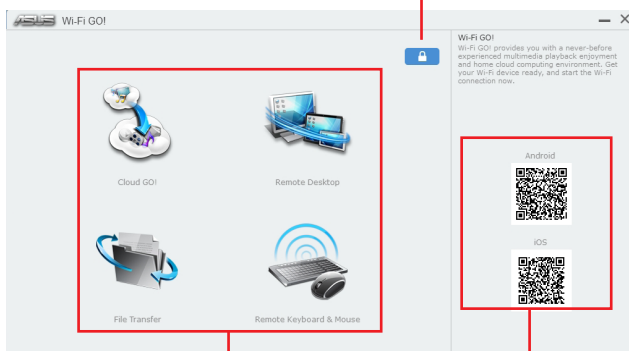 ASUS Wi-Fi GO!
Wi-Fi GO!
Wi-Fi GO! provides you with a never-before
experienced multimedia playback enjoyment
and home cloud computing environment. Get
your Wi-Fi device ready, and start the Wi-Fi
connection now.
Cloud GO!
Remote Desktop
File Transfer
Remote Keyboard & Mouse
Android
iOS